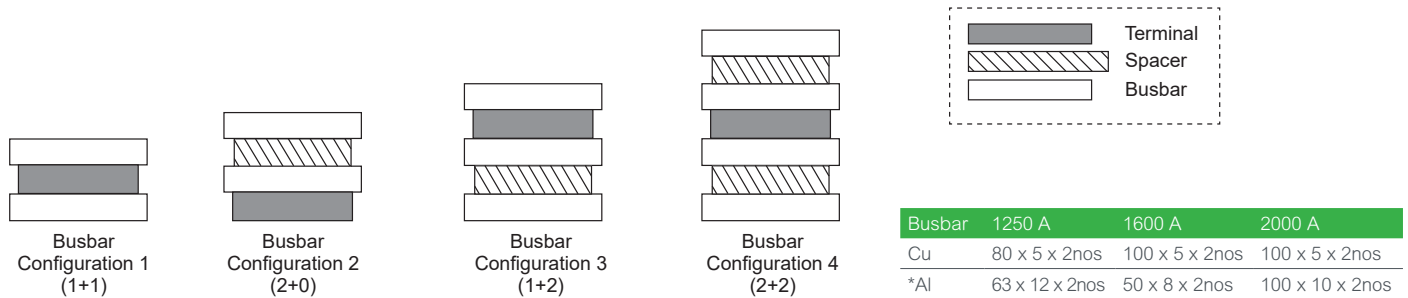 Terminal
Spacer
Busbar
Busbar
Configuration 1
(1+1)
Busbar
Configuration 2
(2+0)
Busbar
Configuration 3
(1+2)
Busbar
Configuration 4
(2+2)
Busbar 1250 A 1600 A 2000 A
Cu 80 x 5 x 2nos 100 x 5 x 2nos 100 x 5 x 2nos
*Al 63 x 12 x 2nos 50 x 8 x 2nos 100 x 10 x 2nos